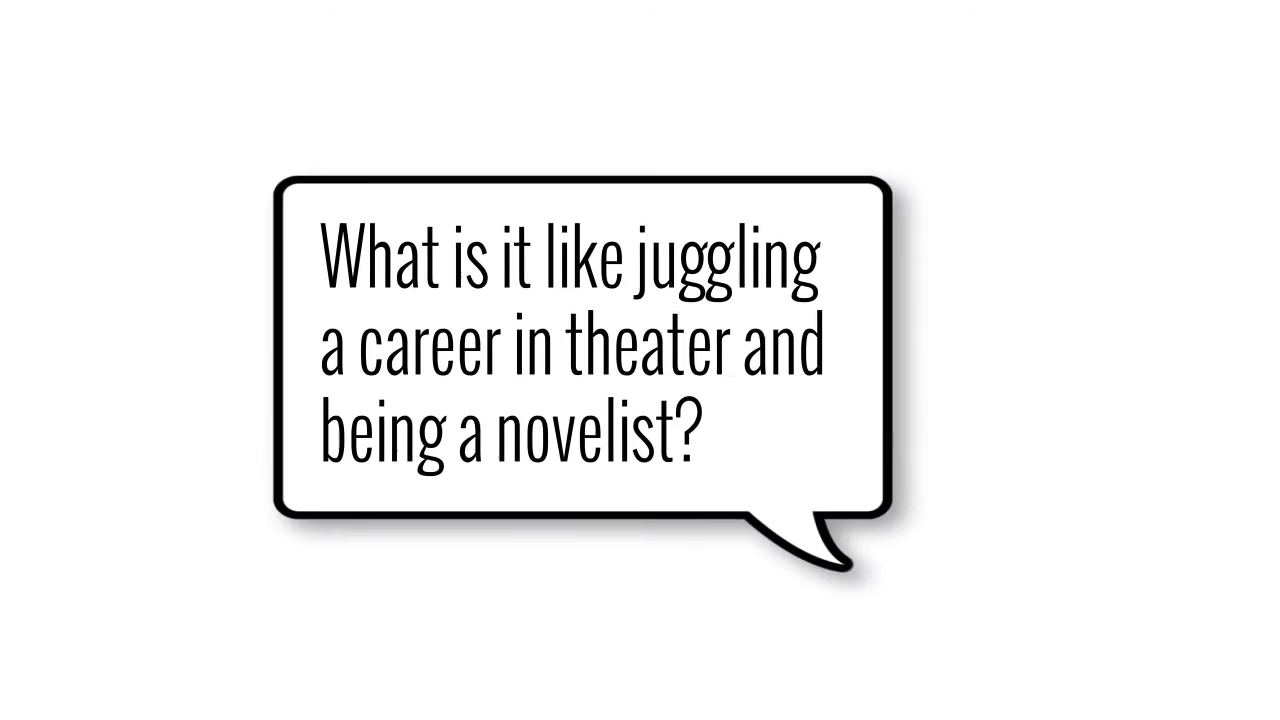 What is it like juggling
a career in theater and
being a novelist?